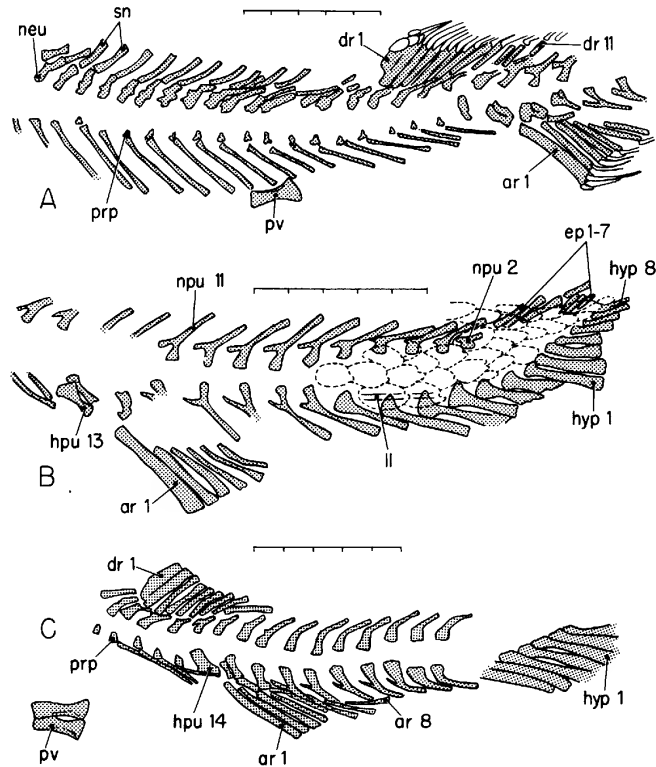 neu
sn
dr 1
dr 11
A
prp
pv
ar 1
npu 11
npu 2
ep 1-7
hyp 8
hpu 13
B
ar 1
ll
hyp 1
dr 1
C
prp
hpu 14
ar 1
ar 8
hyp 1
pv